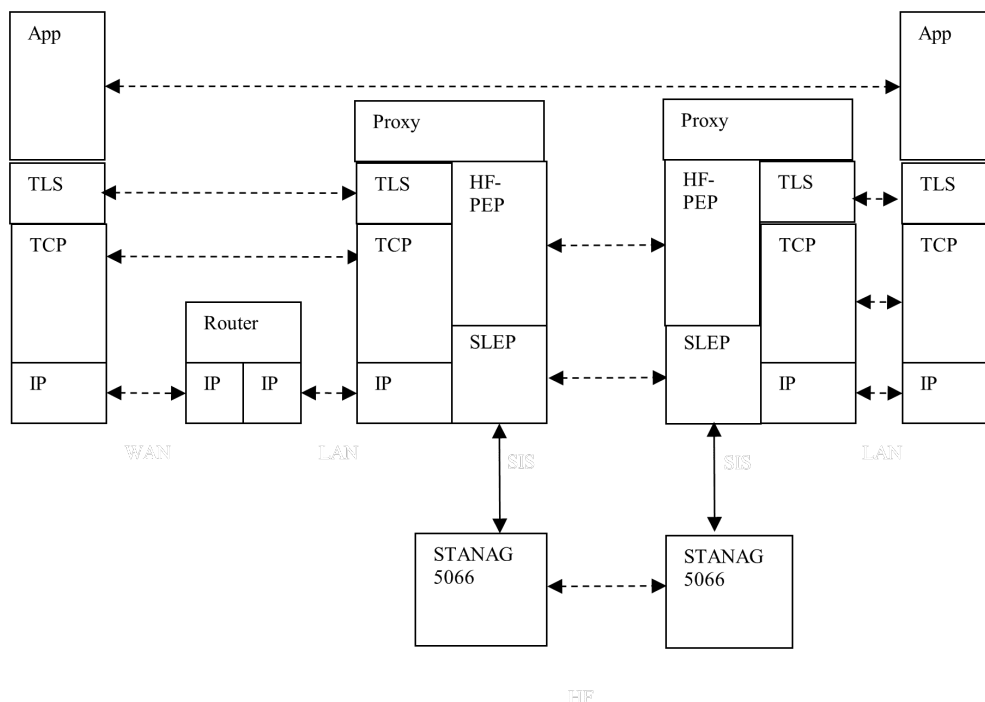 App
App
Proxy
Proxy
TLS
TLS
HF-
PEP
HF-
PEP
TLS
TLS
TCP
TCP
TCP
TCP
Router
SLEP
SLEP
IP
IP
IP
IP
IP
IP
WAN
LAN
SIS
SIS
LAN
STANAG
5066
STANAG
5066
HF